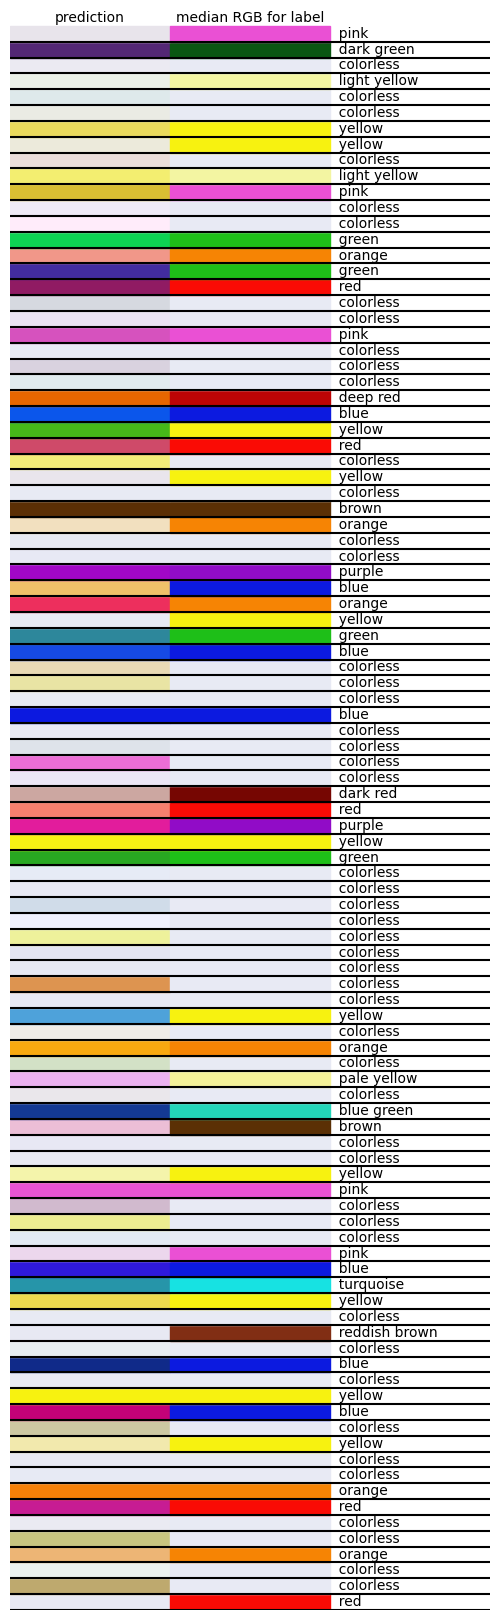 prediction median RGB for label
pink
dark green
colorless
light yellow
colorless
colorless
yellow
yellow
colorless
light yellow
pink
colorless
colorless
green
orange
green
red
colorless
colorless
pink
colorless
colorless
colorless
deep red
blue
yellow
red
colorless
yellow
colorless
brown
orange
colorless
colorless
purple
blue
orange
yellow
green
blue
colorless
colorless
colorless
blue
colorless
colorless
colorless
colorless
dark red
red
purple
yellow
green
colorless
colorless
colorless
colorless
colorless
colorless
colorless
colorless
colorless
yellow
colorless
orange
colorless
pale yellow
colorless
blue green
brown
colorless
colorless
yellow
pink
colorless
colorless
colorless
pink
blue
turquoise
yellow
colorless
reddish brown
colorless
blue
colorless
yellow
blue
colorless
yellow
colorless
colorless
orange
red
colorless
colorless
orange
colorless
colorless
red